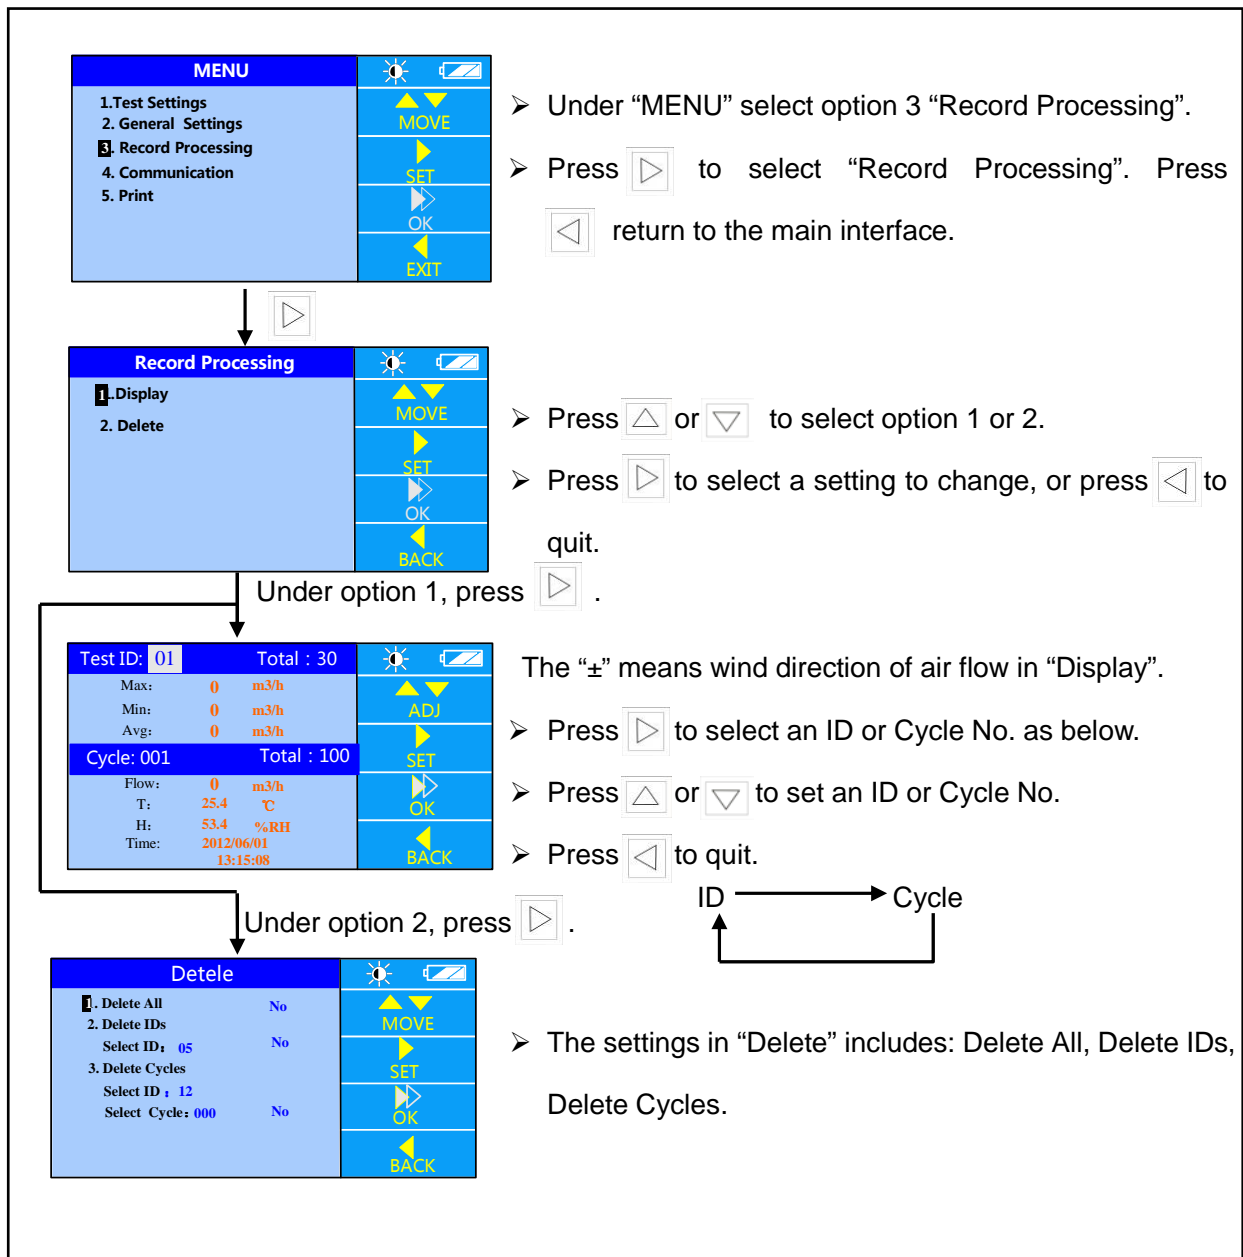 MENU
1.Test Settings
2. General Settings
3. Record Processing
4. Communication
5. Print
MOVE
SET
OK
EXIT
➢ Under “MENU” select option 3 “Record Processing”.
➢ Press to select “Record Processing”. Press
return to the main interface.
Record Processing
1.Display
2. Delete
MOVE
SET
OK
BACK
➢ Press or to select option 1 or 2.
➢ Press to select a setting to change, or press to
quit.
Under option 1, press .
Test ID: 01 Total : 30
Max: 0 m3/h
Min: 0 m3/h
Avg: 0 m3/h
Cycle: 001 Total : 100
Flow: 0 m3/h
T: 25.4 ℃
H: 53.4 %RH
Time: 2012/06/01
13:15:08
ADJ
SET
OK
BACK
The “±” means wind direction of air flow in “Display”.
➢ Press to select an ID or Cycle No. as below.
➢ Press or to set an ID or Cycle No.
➢ Press to quit.
ID Cycle
Under option 2, press .
Detele
1. Delete All No
2. Delete IDs
Select ID: 05 No
3. Delete Cycles
Select ID : 12
Select Cycle: 000 No
MOVE
SET
OK
BACK
➢ The settings in “Delete” includes: Delete All, Delete IDs,
Delete Cycles.